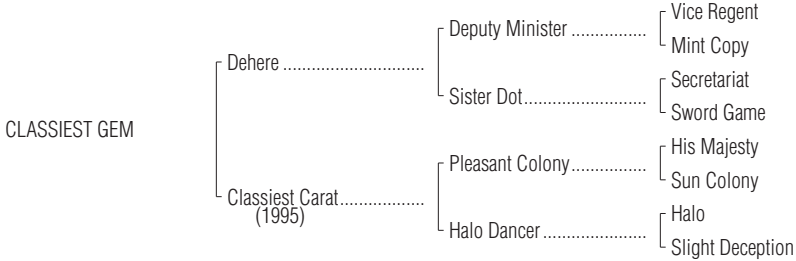 Vice Regent
Deputy Minister ................
Mint Copy
Dehere .............................
Secretariat
Sister Dot..........................
Sword Game
CLASSIEST GEM
His Majesty
Pleasant Colony................
Sun Colony
Classiest Carat..................
(1995)
Halo
Halo Dancer......................
Slight Deception